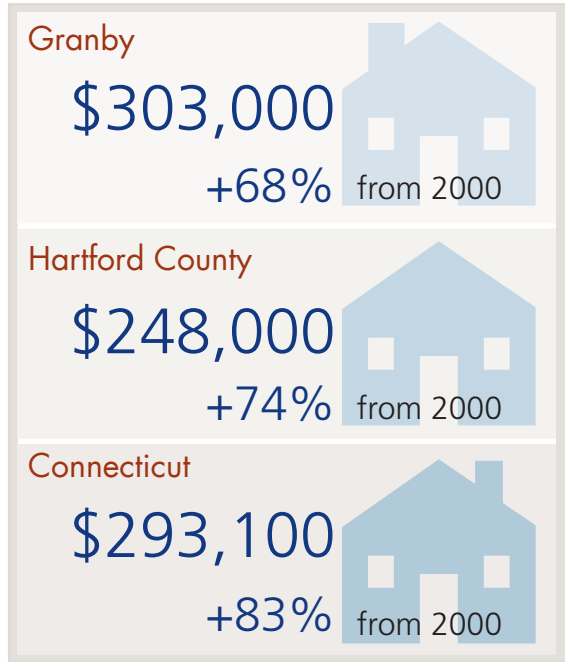 Granby
$303,000
+68% from 2000
Hartford County
$248,000
+74% from 2000
Connecticut
$293,100
+83% from 2000